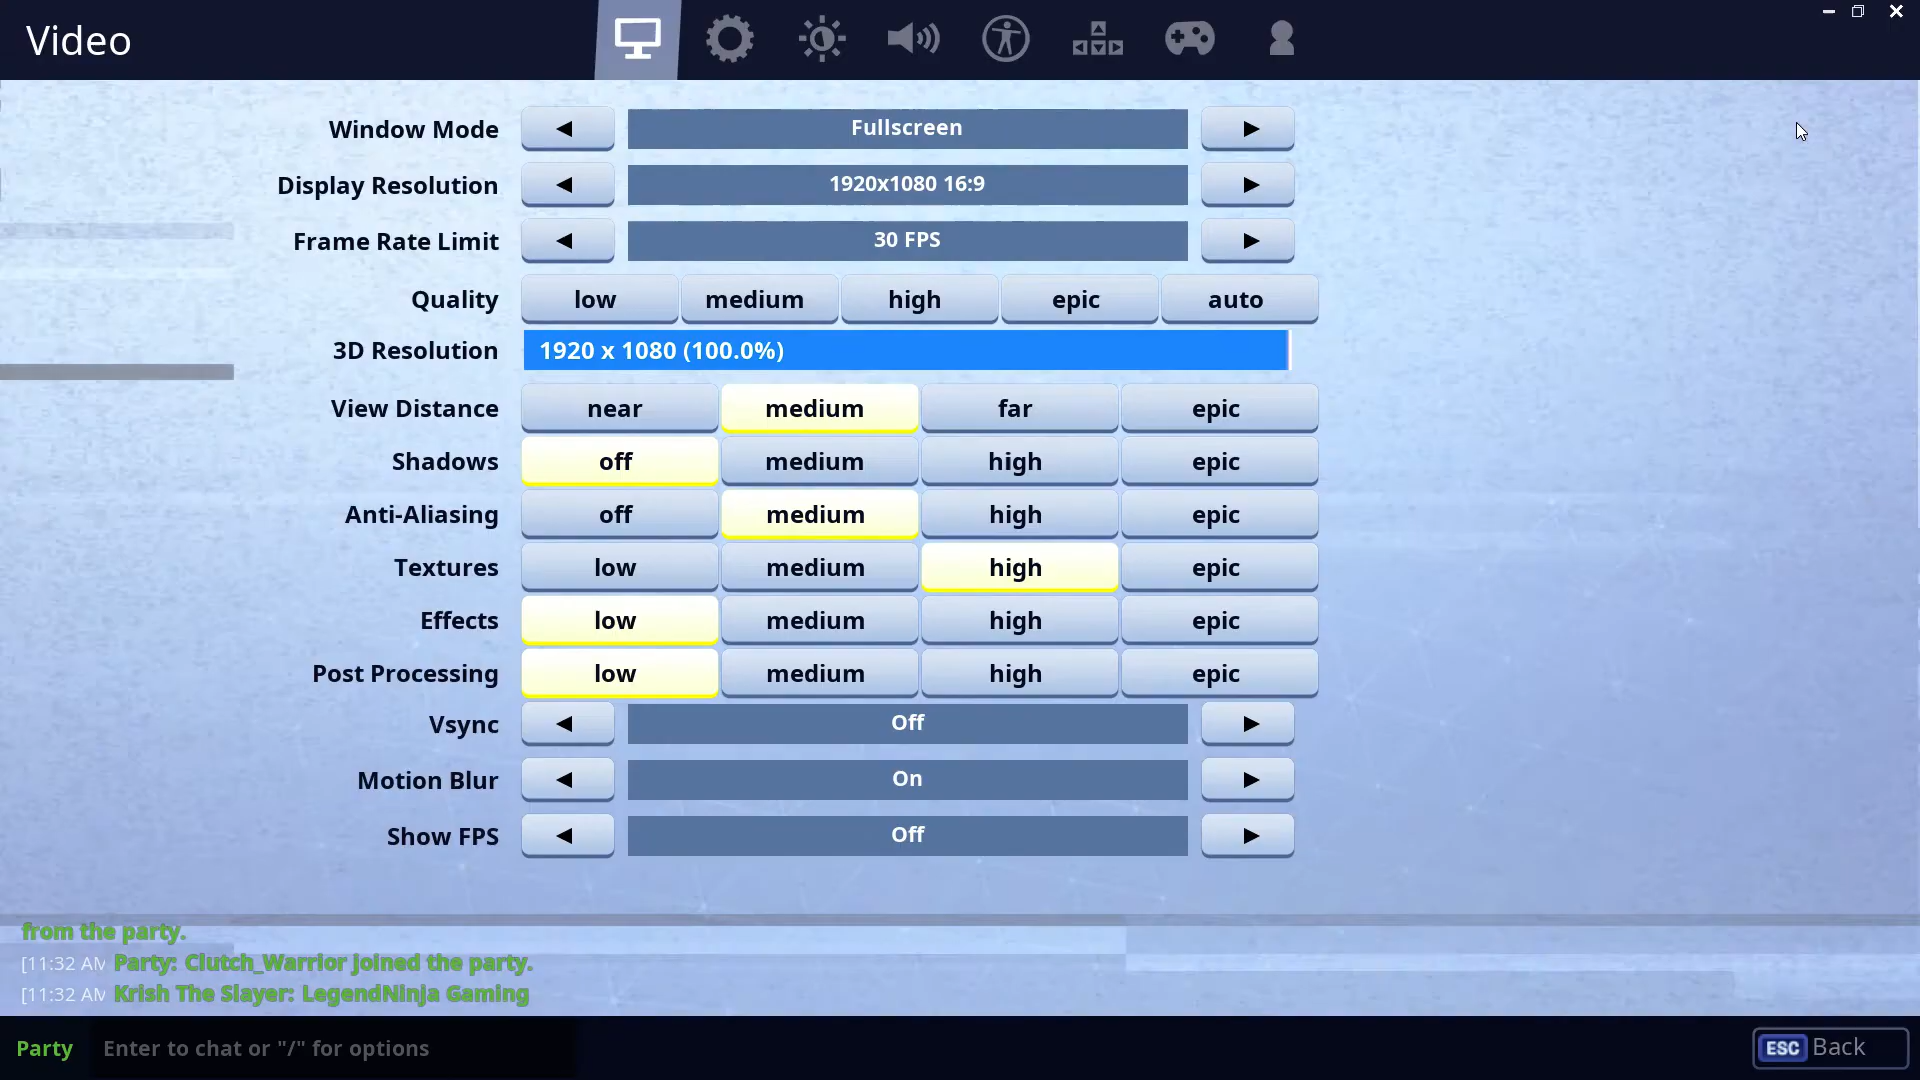 Video
Window Mode
Fullscreen
Display Resolution
1920x1080 16:9
Frame Rate Limit
30 FPS
Quality low medium high epic auto
3D Resolution 1920 x 1080 (100.0%)
View Distance near medium far epic
Shadows off medium high epic
Anti-Aliasing off medium high epic
Textures low medium high epic
Effects low medium high epic
Post Processing low medium high epic
Vsync Off
Motion Blur On
Show FPS Off
from the party.
[11:32 AM Party: Clutch_Warrior joined the party.
[11:32 AM Krish The Slayer: LegendNinja Gaming
Party Enter to chat or "/" for options
ESC Back